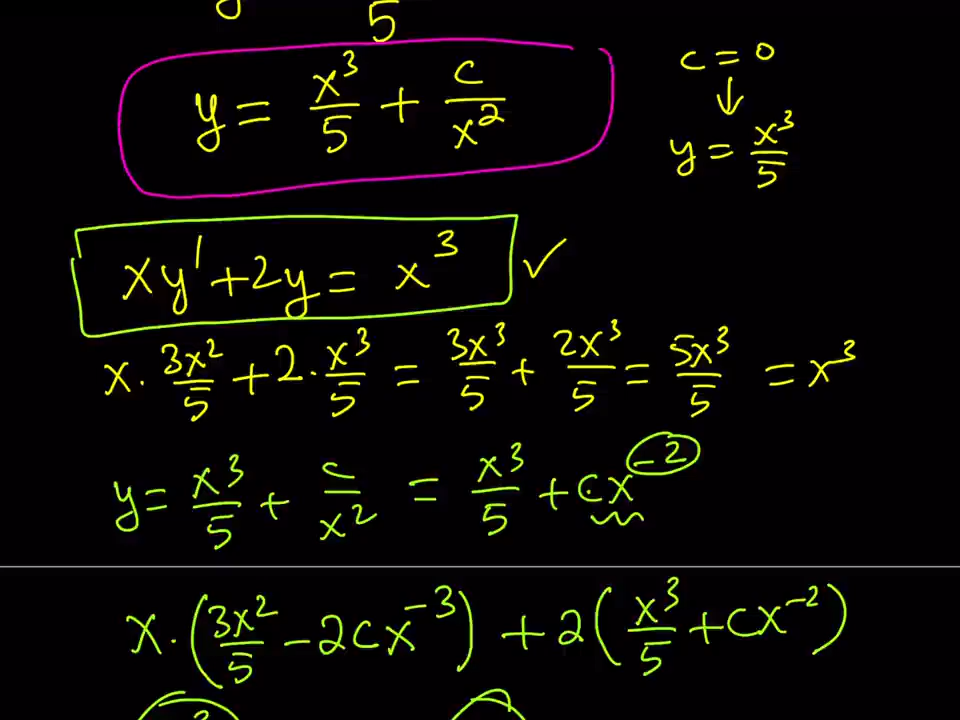 5
y = x³/5 + c/x²
c = 0
↓
y = x³/5
xy' + 2y = x³ ✓
x · 3x²/5 + 2 · x³/5 = 3x³/5 + 2x³/5 = 5x³/5 = x³
y = x³/5 + c/x² = x³/5 + cx⁻²
x · (3x²/5 − 2cx⁻³) + 2(x³/5 + cx⁻²)